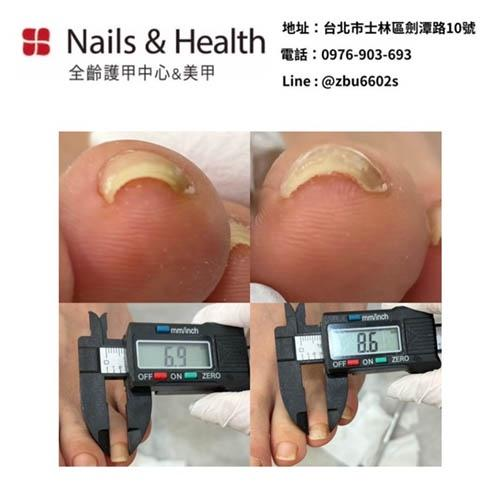 Nails & Health
全齡護甲中心&美甲
地址：台北市士林區劍潭路10號
電話：0976-903-693
Line : @zbu6602s
mm/inch
6.9
OFF ON ZERO
mm/inch
8.6
OFF ON ZERO